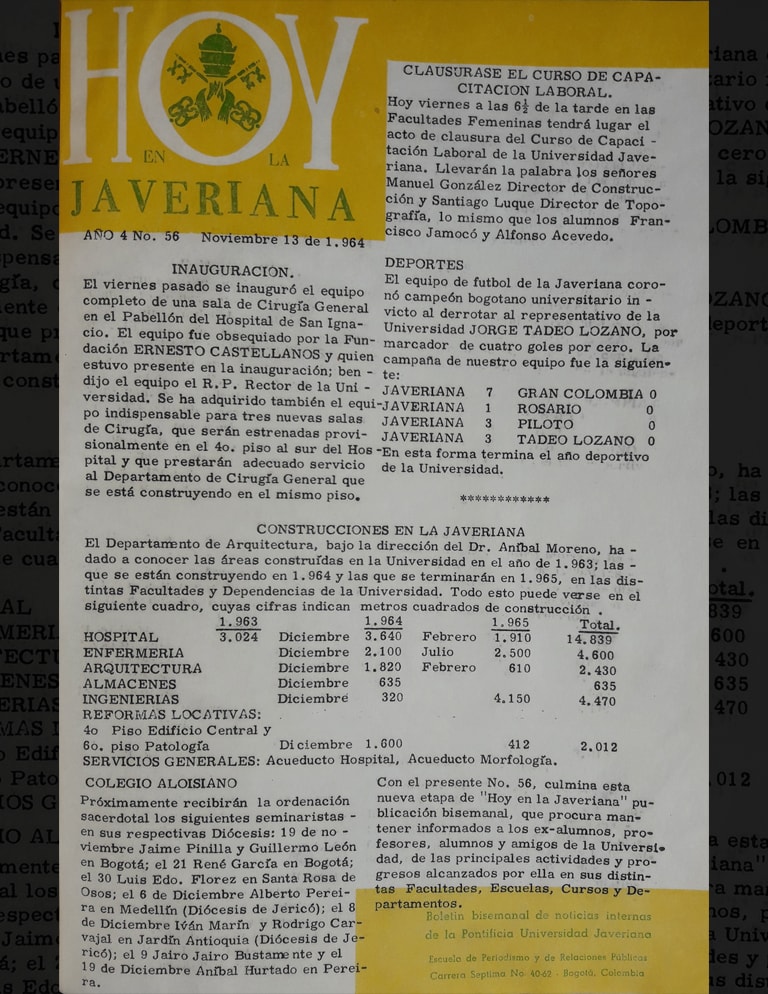 HOY
EN LA
JAVERIANA
AÑO 4 No. 56 Noviembre 13 de 1.964
CLAUSURASE EL CURSO DE CAPA-
CITACION LABORAL.
Hoy viernes a las 6½ de la tarde en las
Facultades Femeninas tendrá lugar el
acto de clausura del Curso de Capaci -
tación Laboral de la Universidad Jave-
riana. Llevarán la palabra los señores
Manuel González Director de Construc-
ción y Santiago Luque Director de Topo-
grafía, lo mismo que los alumnos Fran-
cisco Jamocó y Alfonso Acevedo.
INAUGURACION.
El viernes pasado se inauguró el equipo
completo de una sala de Cirugía General
en el Pabellón del Hospital de San Igna-
cio. El equipo fue obsequiado por la Fun-
dación ERNESTO CASTELLANOS y quien
estuvo presente en la inauguración; ben -
dijo el equipo el R.P. Rector de la Uni -
versidad. Se ha adquirido también el equi-
po indispensable para tres nuevas salas
de Cirugía, que serán estrenadas provi-
sionalmente en el 4o. piso al sur del Hos -
pital y que prestarán adecuado servicio
al Departamento de Cirugía General que
se está construyendo en el mismo piso.
DEPORTES
El equipo de futbol de la Javeriana coro-
nó campeón bogotano universitario in -
victo al derrotar al representativo de la
Universidad JORGE TADEO LOZANO, por
marcador de cuatro goles por cero. La
campaña de nuestro equipo fue la siguien-
te:
JAVERIANA 7 GRAN COLOMBIA 0
JAVERIANA 1 ROSARIO 0
JAVERIANA 3 PILOTO 0
JAVERIANA 3 TADEO LOZANO 0
En esta forma termina el año deportivo
de la Universidad.
************
CONSTRUCCIONES EN LA JAVERIANA
El Departamento de Arquitectura, bajo la dirección del Dr. Aníbal Moreno, ha -
dado a conocer las áreas construídas en la Universidad en el año de 1.963; las -
que se están construyendo en 1.964 y las que se terminarán en 1.965, en las dis-
tintas Facultades y Dependencias de la Universidad. Todo esto puede verse en el
siguiente cuadro, cuyas cifras indican metros cuadrados de construcción .
1.963 1.964 1.965 Total.
HOSPITAL 3.024 Diciembre 3.640 Febrero 1.910 14.839
ENFERMERIA Diciembre 2.100 Julio 2.500 4.600
ARQUITECTURA Diciembre 1.820 Febrero 610 2.430
ALMACENES Diciembre 635 635
INGENIERIAS Diciembre 320 4.150 4.470
REFORMAS LOCATIVAS:
4o Piso Edificio Central y
6o. piso Patología Diciembre 1.600 412 2.012
SERVICIOS GENERALES: Acueducto Hospital, Acueducto Morfología.
COLEGIO ALOISIANO
Próximamente recibirán la ordenación
sacerdotal los siguientes seminaristas -
en sus respectivas Diócesis: 19 de no -
viembre Jaime Pinilla y Guillermo León
en Bogotá; el 21 René García en Bogotá;
el 30 Luis Edo. Florez en Santa Rosa de
Osos; el 6 de Diciembre Alberto Perei-
ra en Medellín (Diócesis de Jericó); el 8
de Diciembre Iván Marín y Rodrigo Car-
vajal en Jardín Antioquia (Diócesis de Je-
ricó); el 9 Jairo Jairo Bustamente y el
19 de Diciembre Aníbal Hurtado en Perei-
ra.
Con el presente No. 56, culmina esta
nueva etapa de "Hoy en la Javeriana" pu-
blicación bisemanal, que procura man-
tener informados a los ex-alumnos, pro-
fesores, alumnos y amigos de la Universi-
dad, de las principales actividades y pro-
gresos alcanzados por ella en sus distin-
tas Facultades, Escuelas, Cursos y De-
partamentos.
Boletin bisemanal de noticias internas
de la Pontificia Universidad Javeriana
Escuela de Periodismo y de Relaciones Públicas
Carrera Septima No 40-62 - Bogotá, Colombia